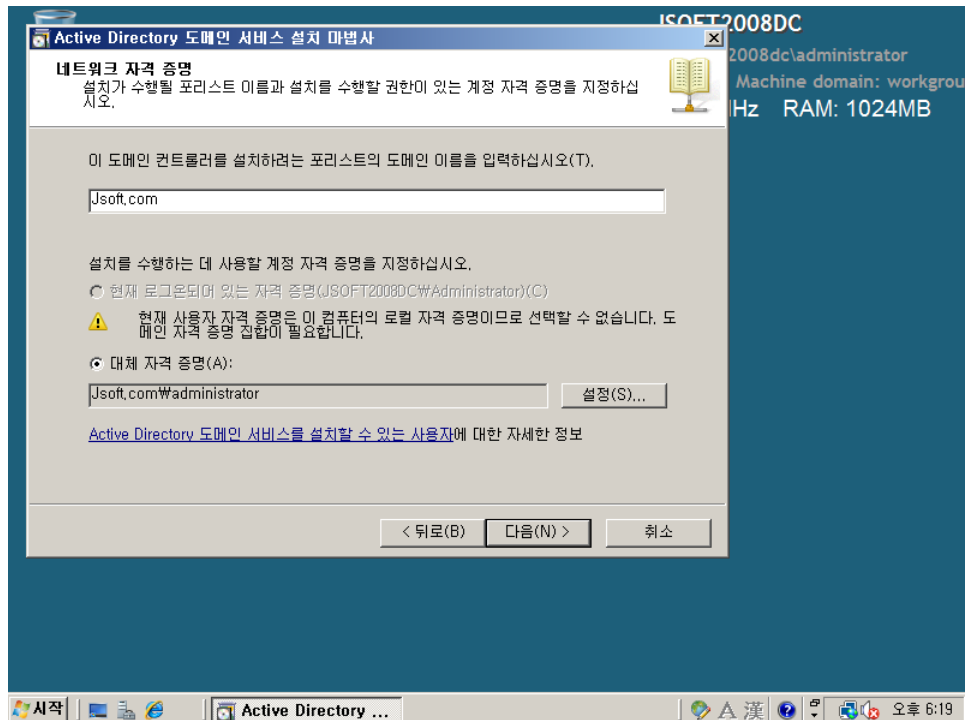 JSOFT2008DC
Active Directory 도메인 서비스 설치 마법사
2008dc\administrator
네트워크 자격 증명
설치가 수행될 포리스트 이름과 설치를 수행할 권한이 있는 계정 자격 증명을 지정하십
시오.
Machine domain: workgrou
Hz RAM: 1024MB
이 도메인 컨트롤러를 설치하려는 포리스트의 도메인 이름을 입력하십시오(T).
Jsoft.com
설치를 수행하는 데 사용할 계정 자격 증명을 지정하십시오.
현재 로그온되어 있는 자격 증명(JSOFT2008DC₩Administrator)(C)
현재 사용자 자격 증명은 이 컴퓨터의 로컬 자격 증명이므로 선택할 수 없습니다. 도
메인 자격 증명 집합이 필요합니다.
대체 자격 증명(A):
Jsoft.com₩administrator
설정(S)...
Active Directory 도메인 서비스를 설치할 수 있는 사용자에 대한 자세한 정보
< 뒤로(B)
다음(N) >
취소
시작
Active Directory ...
A 漢
오후 6:19